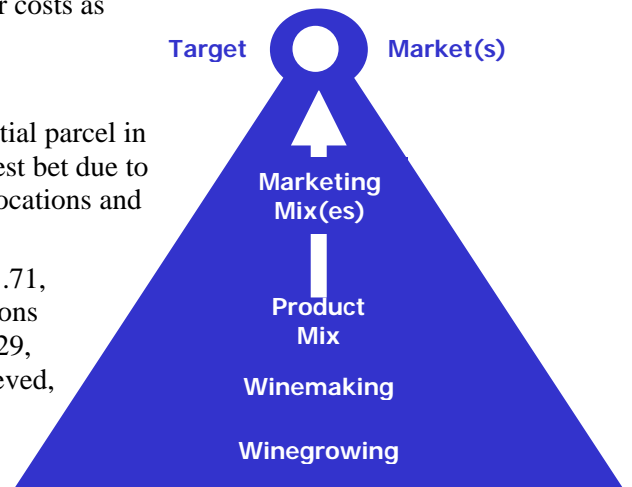 r costs as
Target Market(s)
tial parcel in
est bet due to
ocations and
Marketing
Mix(es)
.71,
ons
29,
eved,
Product
Mix
Winemaking
Winegrowing